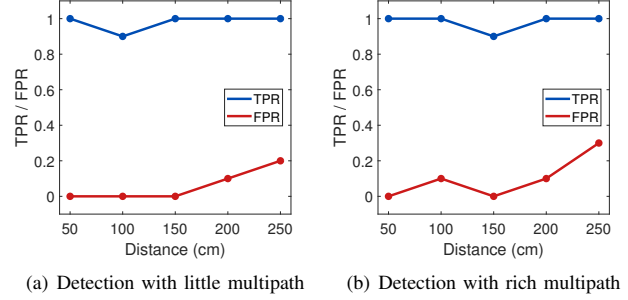 TPR / FPR
1
0.8
0.6
0.4
0.2
0
TPR
FPR
50 100 150 200 250
Distance (cm)
(a) Detection with little multipath
TPR / FPR
1
0.8
0.6
0.4
0.2
0
TPR
FPR
50 100 150 200 250
Distance (cm)
(b) Detection with rich multipath